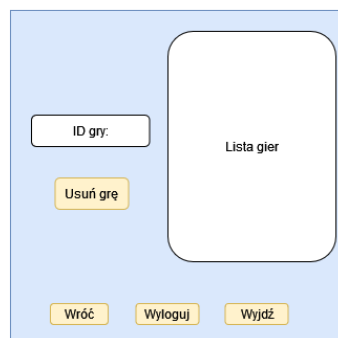 ID gry:
Lista gier
Usuń grę
Wróć
Wyloguj
Wyjdź